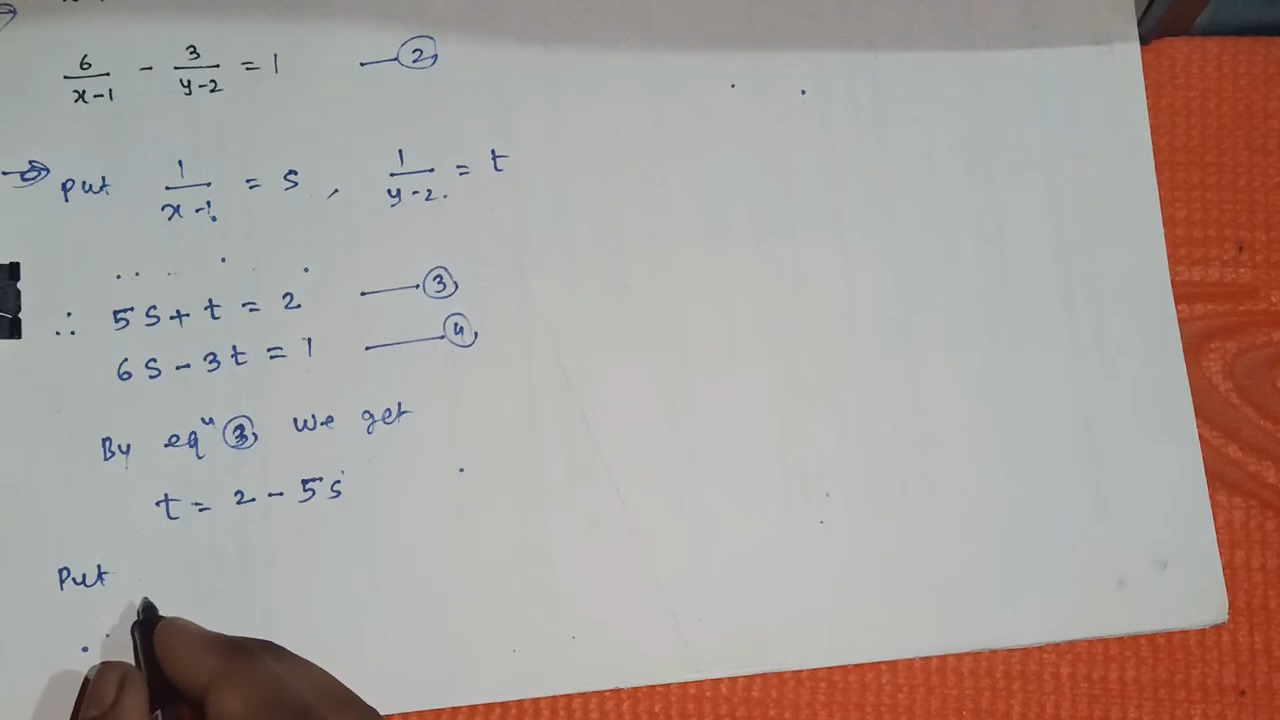 6/(x-1) - 3/(y-2) = 1 — ②
put 1/(x-1) = s, 1/(y-2) = t
∴ 5s + t = 2 — ③
6s - 3t = 1 — ④
By eqⁿ ③, we get
t = 2 - 5s
Put